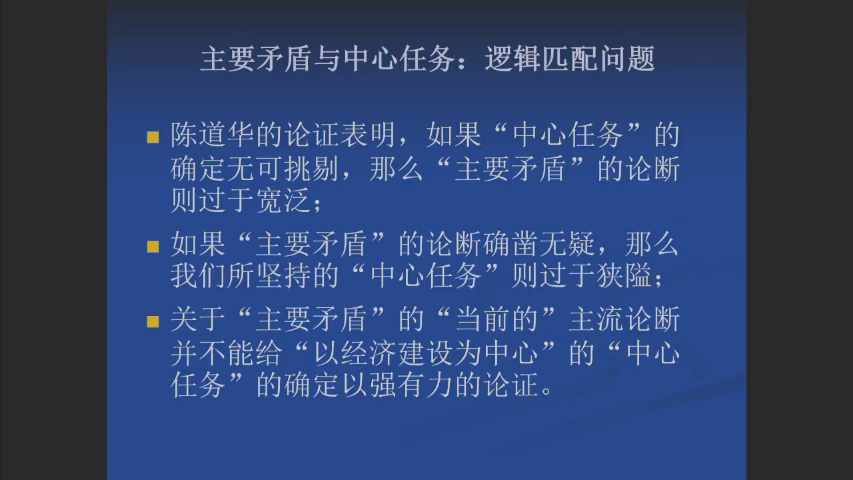 主要矛盾与中心任务：逻辑匹配问题
陈道华的论证表明，如果“中心任务”的
确定无可挑剔，那么“主要矛盾”的论断
则过于宽泛；
如果“主要矛盾”的论断确凿无疑，那么
我们所坚持的“中心任务”则过于狭隘；
关于“主要矛盾”的“当前的”主流论断
并不能给“以经济建设为中心”的“中心
任务”的确定以强有力的论证。